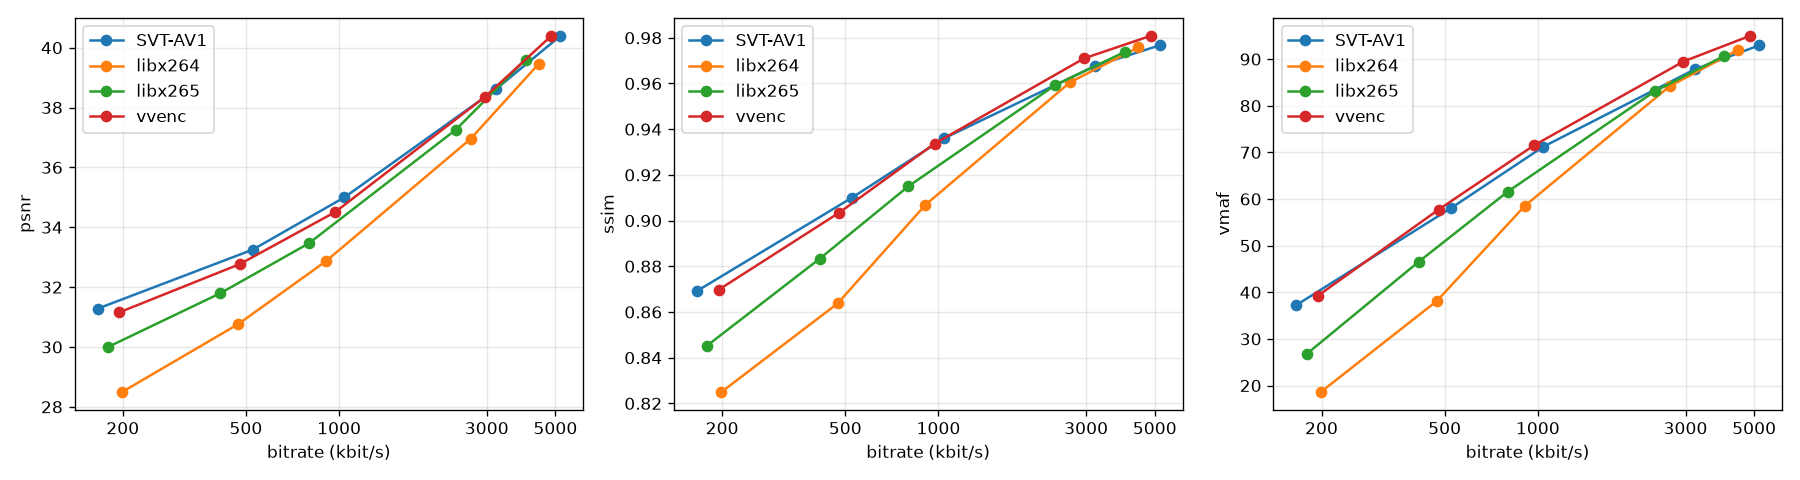 SVT-AV1
libx264
libx265
vvenc
psnr
40
38
36
34
32
30
28
200 500 1000 3000 5000
bitrate (kbit/s)
SVT-AV1
libx264
libx265
vvenc
ssim
0.98
0.96
0.94
0.92
0.90
0.88
0.86
0.84
0.82
200 500 1000 3000 5000
bitrate (kbit/s)
SVT-AV1
libx264
libx265
vvenc
vmaf
90
80
70
60
50
40
30
20
200 500 1000 3000 5000
bitrate (kbit/s)